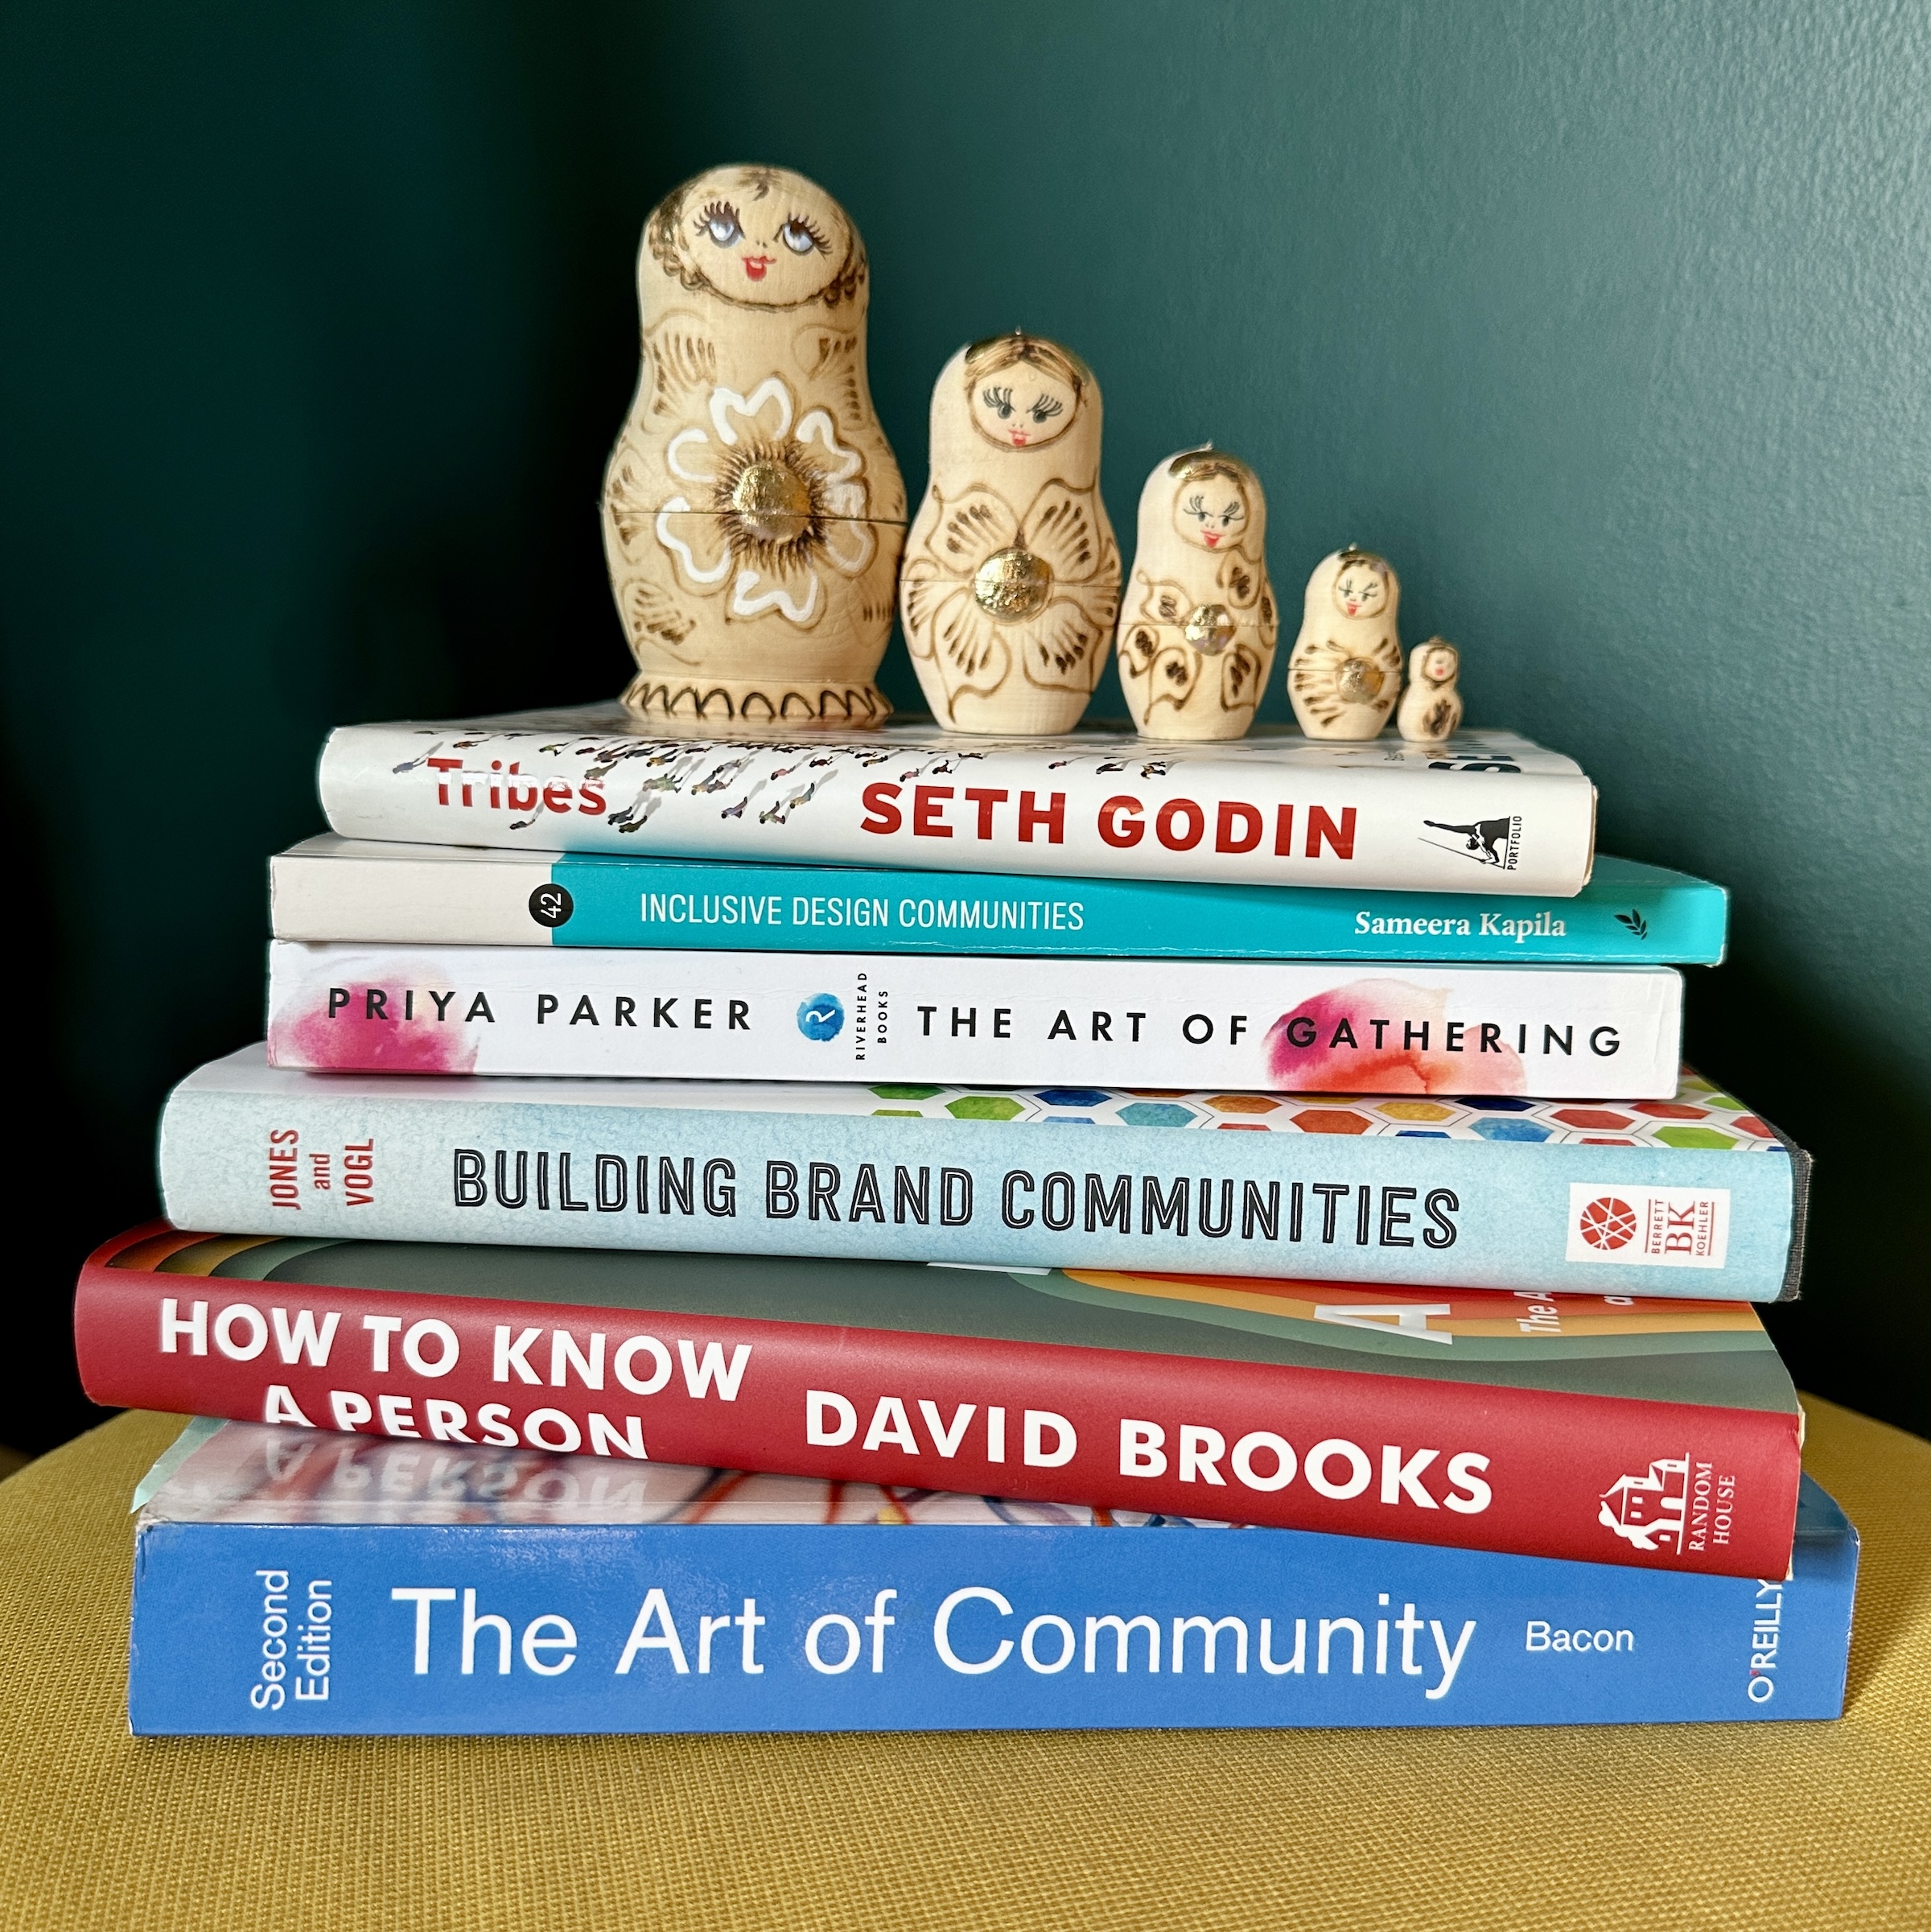 Tribes
SETH GODIN
PORTFOLIO
42
INCLUSIVE DESIGN COMMUNITIES
Sameera Kapila
PRIYA PARKER
RIVERHEAD
BOOKS
THE ART OF GATHERING
JONES
and
VOGL
BUILDING BRAND COMMUNITIES
BERRETT
BK
KOEHLER
A
The A
HOW TO KNOW
A PERSON
DAVID BROOKS
RANDOM
HOUSE
Second
Edition
The Art of Community
Bacon
O'REILLY